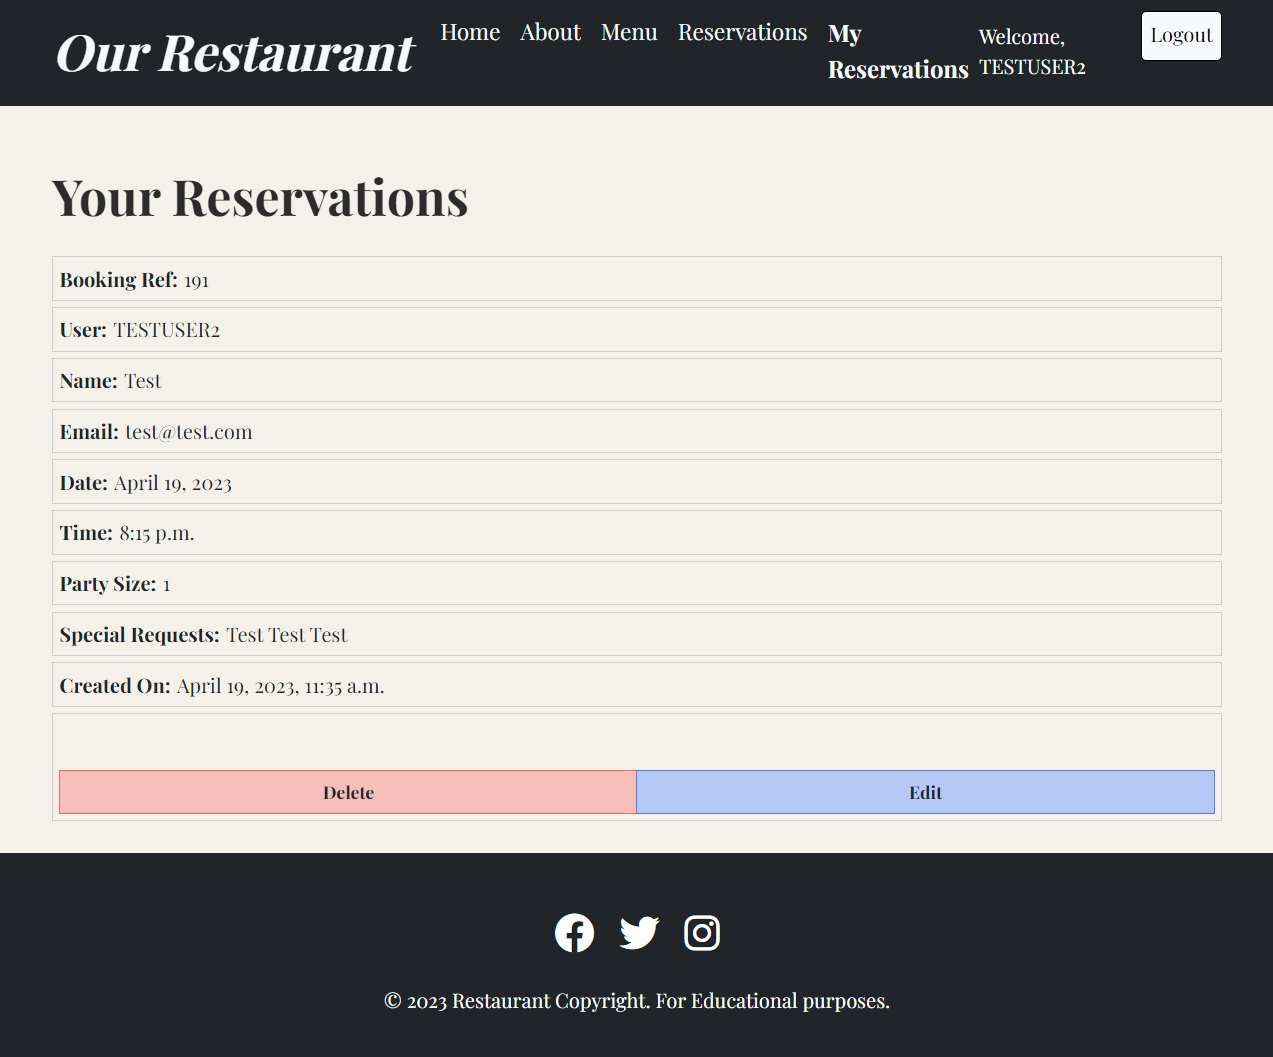 Our Restaurant
Home About Menu Reservations My Reservations
Welcome, TESTUSER2
Logout
Your Reservations
Booking Ref: 191
User: TESTUSER2
Name: Test
Email: test@test.com
Date: April 19, 2023
Time: 8:15 p.m.
Party Size: 1
Special Requests: Test Test Test
Created On: April 19, 2023, 11:35 a.m.
Delete Edit
© 2023 Restaurant Copyright. For Educational purposes.